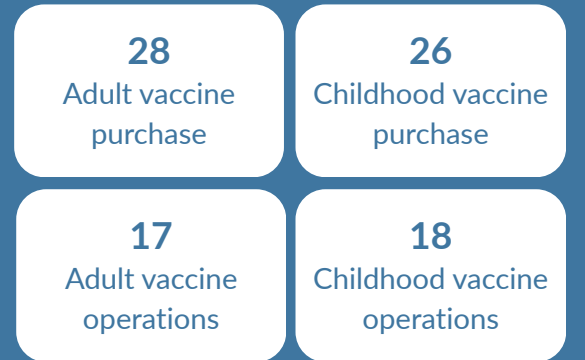 28
Adult vaccine
purchase
26
Childhood vaccine
purchase
17
Adult vaccine
operations
18
Childhood vaccine
operations